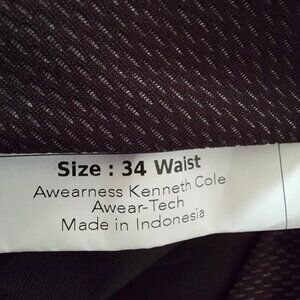 Size : 34 Waist
Awearness Kenneth Cole
Awear-Tech
Made in Indonesia